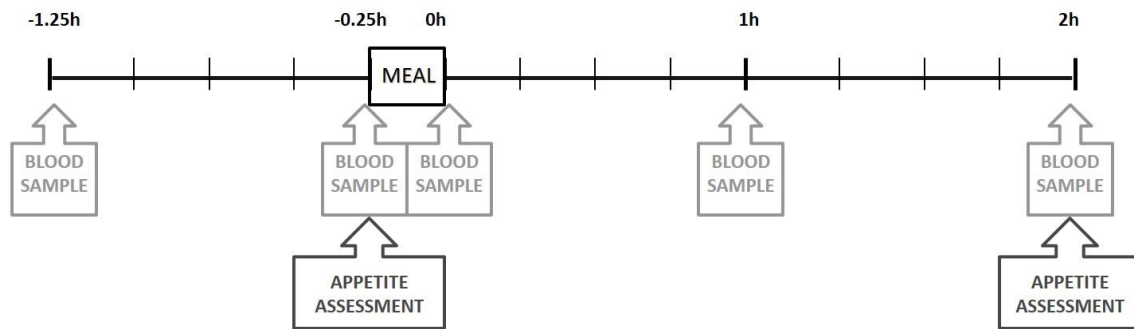 -1.25h -0.25h 0h 1h 2h
MEAL
BLOOD SAMPLE
BLOOD SAMPLE
BLOOD SAMPLE
BLOOD SAMPLE
BLOOD SAMPLE
APPETITE ASSESSMENT
APPETITE ASSESSMENT